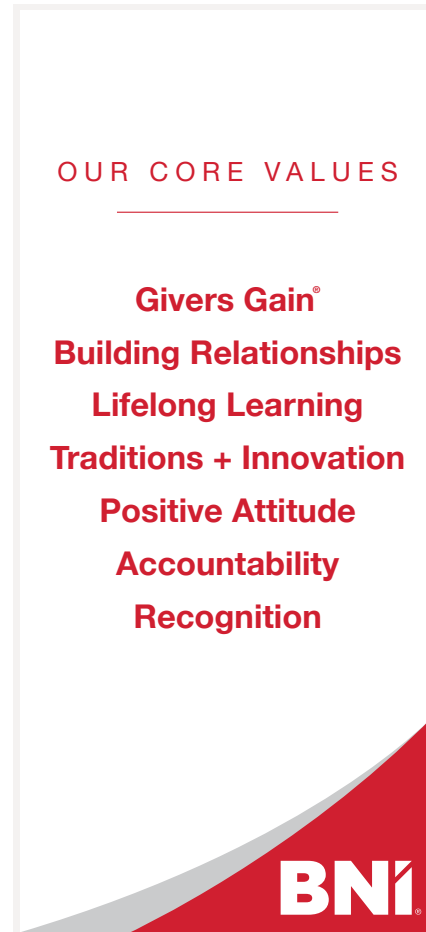 OUR CORE VALUES
Givers Gain®
Building Relationships
Lifelong Learning
Traditions + Innovation
Positive Attitude
Accountability
Recognition
BNI®